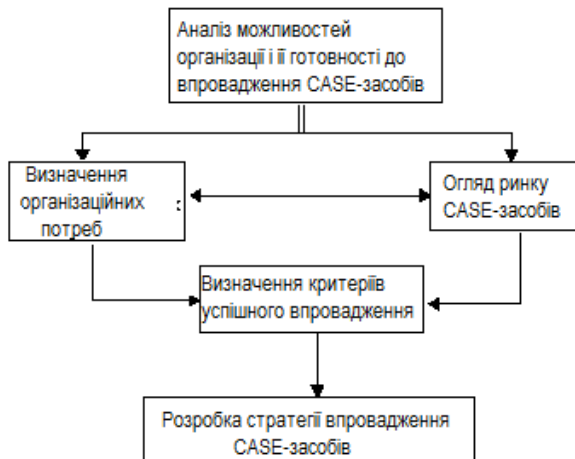 Аналіз можливостей
організації і її готовності до
впровадження CASE-засобів
Визначення
організаційних
потреб
Огляд ринку
CASE-засобів
Визначення критеріїв
успішного впровадження
Розробка стратегії впровадження
CASE-засобів